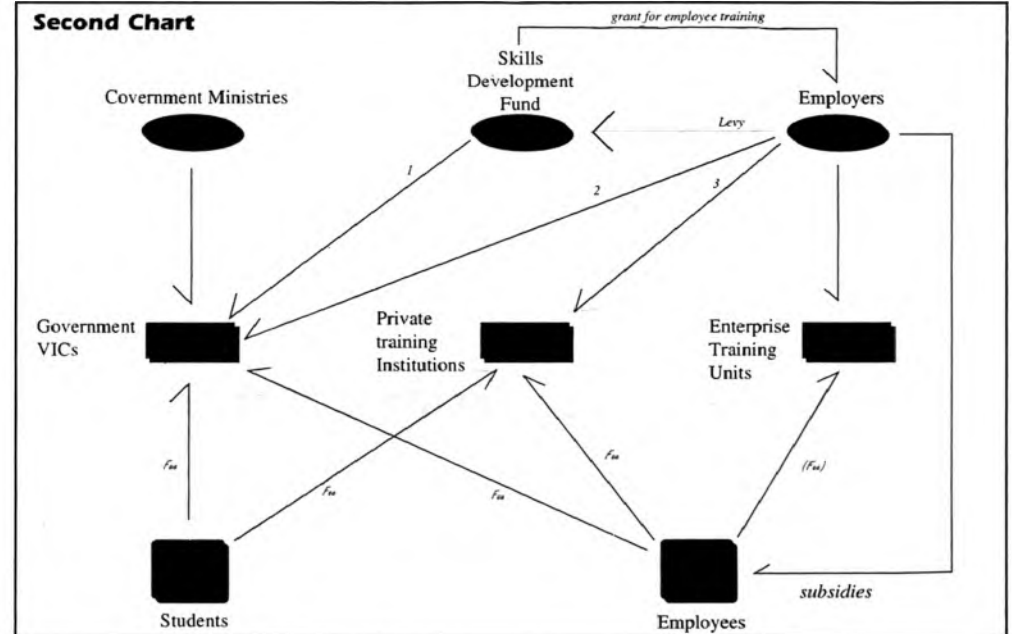 Second Chart
grant for employee training
Skills
Development
Fund
Covernment Ministries
Employers
Levy
1
2
3
Government
VICs
Private
training
Institutions
Enterprise
Training
Units
Fee
Fee
Fee
Fee
(Fee)
subsidies
Students
Employees